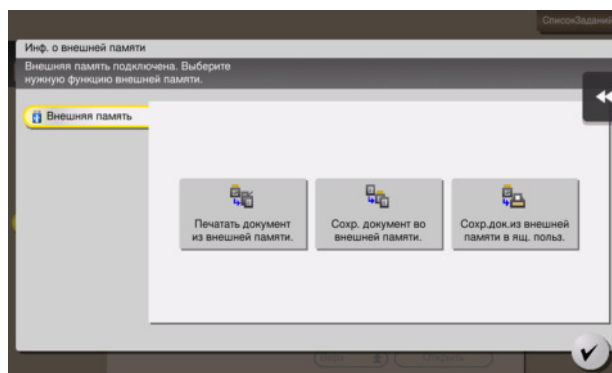 СписокЗаданий
Инф. о внешней памяти
Внешняя память подключена. Выберите
нужную функцию внешней памяти.
Внешняя память
Печатать документ
из внешней памяти.
Сохр. документ во
внешней памяти.
Сохр.док.из внешней
памяти в ящ. польз.
Открыть